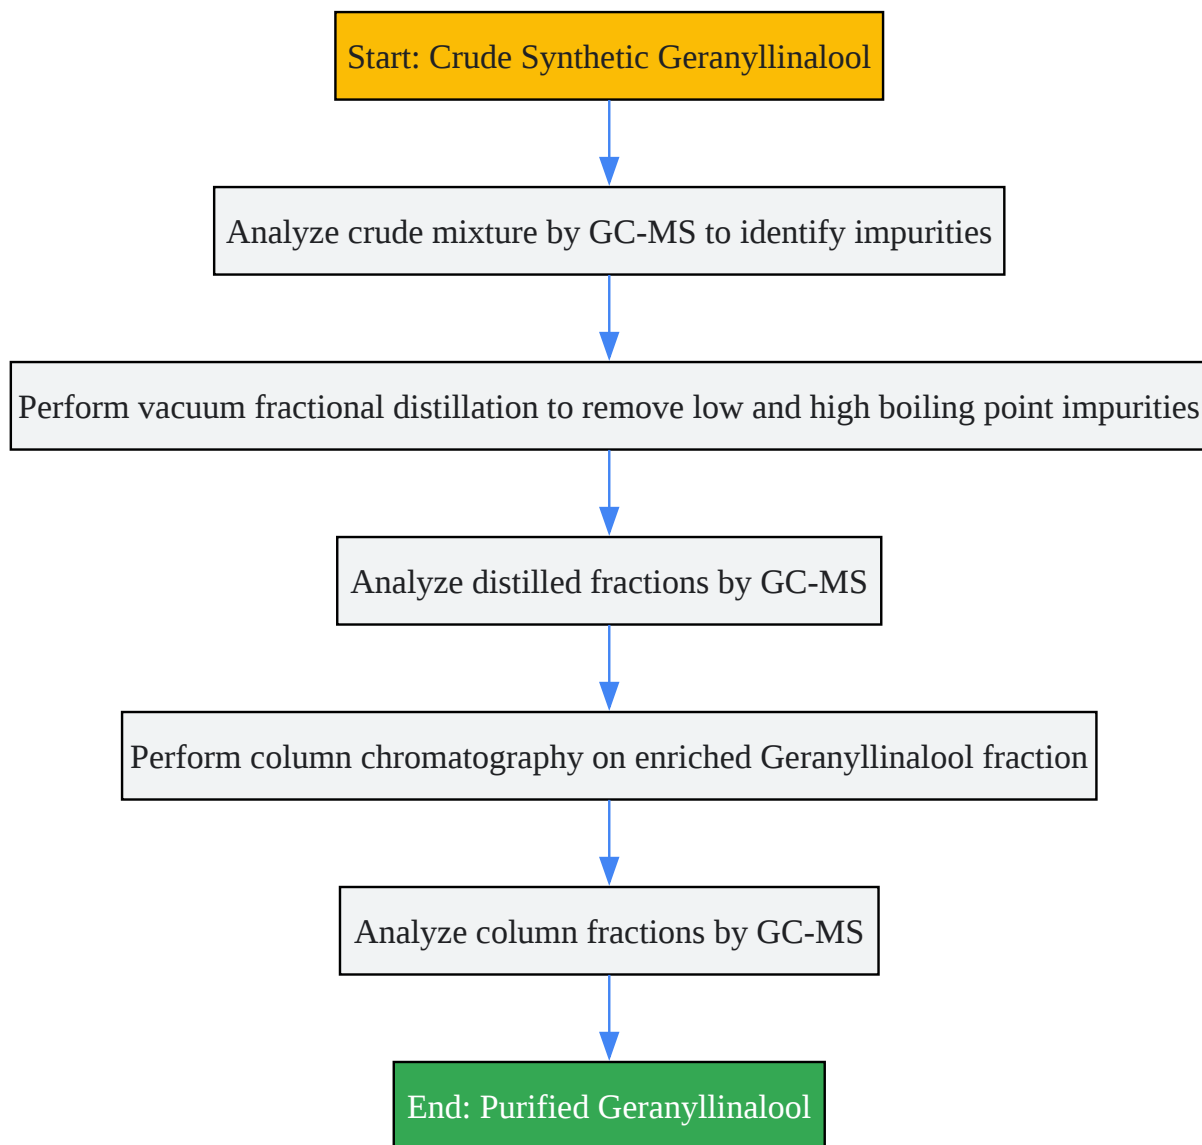 Start: Crude Synthetic Geranyllinalool
Analyze crude mixture by GC-MS to identify impurities
Perform vacuum fractional distillation to remove low and high boiling point impurities
Analyze distilled fractions by GC-MS
Perform column chromatography on enriched Geranyllinalool fraction
Analyze column fractions by GC-MS
End: Purified Geranyllinalool